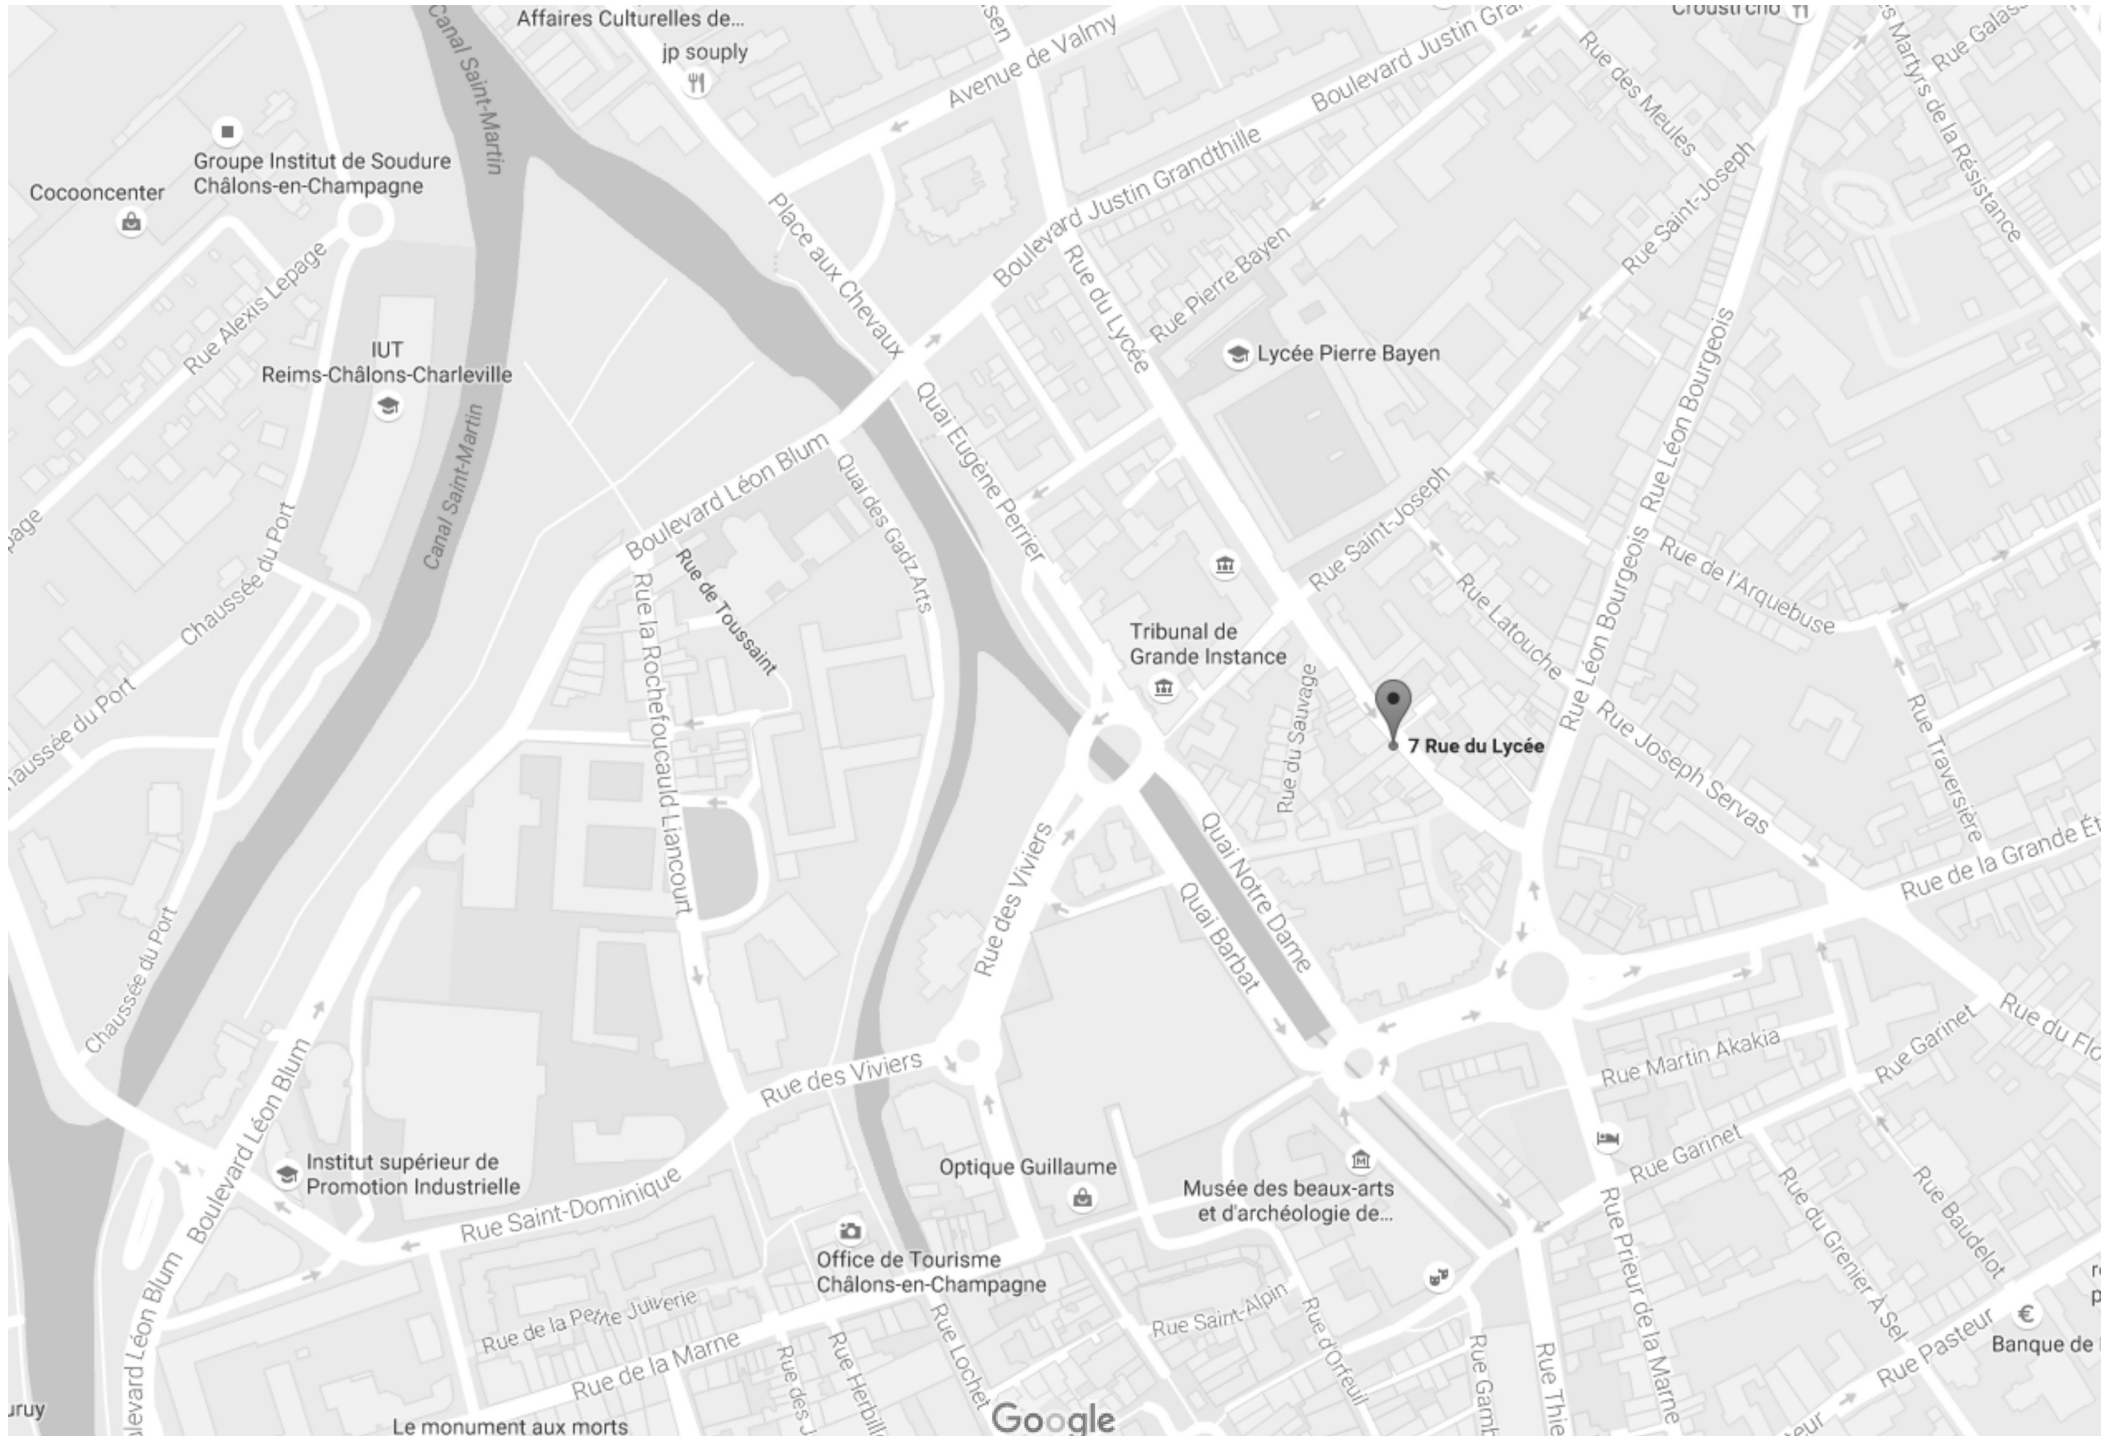 Affaires Culturelles de...
jp souply
Canal Saint-Martin
Avenue de Valmy
Boulevard Justin
Rue des Meules
Martyrs de la Résistance
Groupe Institut de Soudure
Châlons-en-Champagne
Cocooncenter
Place aux Chevaux
Boulevard Justin Grandthille
Rue Saint-Joseph
Rue Alexis Lepage
Rue du Lycée
Rue Pierre Bayen
Lycée Pierre Bayen
IUT
Reims-Châlons-Charleville
Rue Léon Bourgeois
Canal Saint-Martin
Quai Eugène Perrier
Boulevard Léon Blum
Quai des Gadz Arts
Rue Saint-Joseph
Chaussée du Port
Rue de Toussaint
Rue Léon Bourgeois
Rue de l'Arquebuse
Rue Latouche
Rue la Rochefoucauld Liancourt
Tribunal de
Grande Instance
Rue du Sauvage
7 Rue du Lycée
Rue Joseph Servas
Rue Traversière
du Port
Rue des Viviers
Quai Notre Dame
Quai Barbat
Rue de la Grande
Chaussée du Port
Boulevard Léon Blum
Rue des Viviers
Rue Martin Akakia
Rue Garinet
Rue du
Rue Garinet
Institut supérieur de
Promotion Industrielle
Rue Saint-Dominique
Optique Guillaume
Musée des beaux-arts
et d'archéologie de...
Rue Prieur de la Marne
Rue du Grenier À Sel
Rue Baudelot
Office de Tourisme
Châlons-en-Champagne
Léon Blum
Rue de la Petite Juiverie
Rue de la Marne
Rue Lochet
Rue Saint-Alpin
Rue d'Orfeuil
Rue Pasteur
Banque de
Rue des
Rue
Rue
Rue
Le monument aux morts
Google